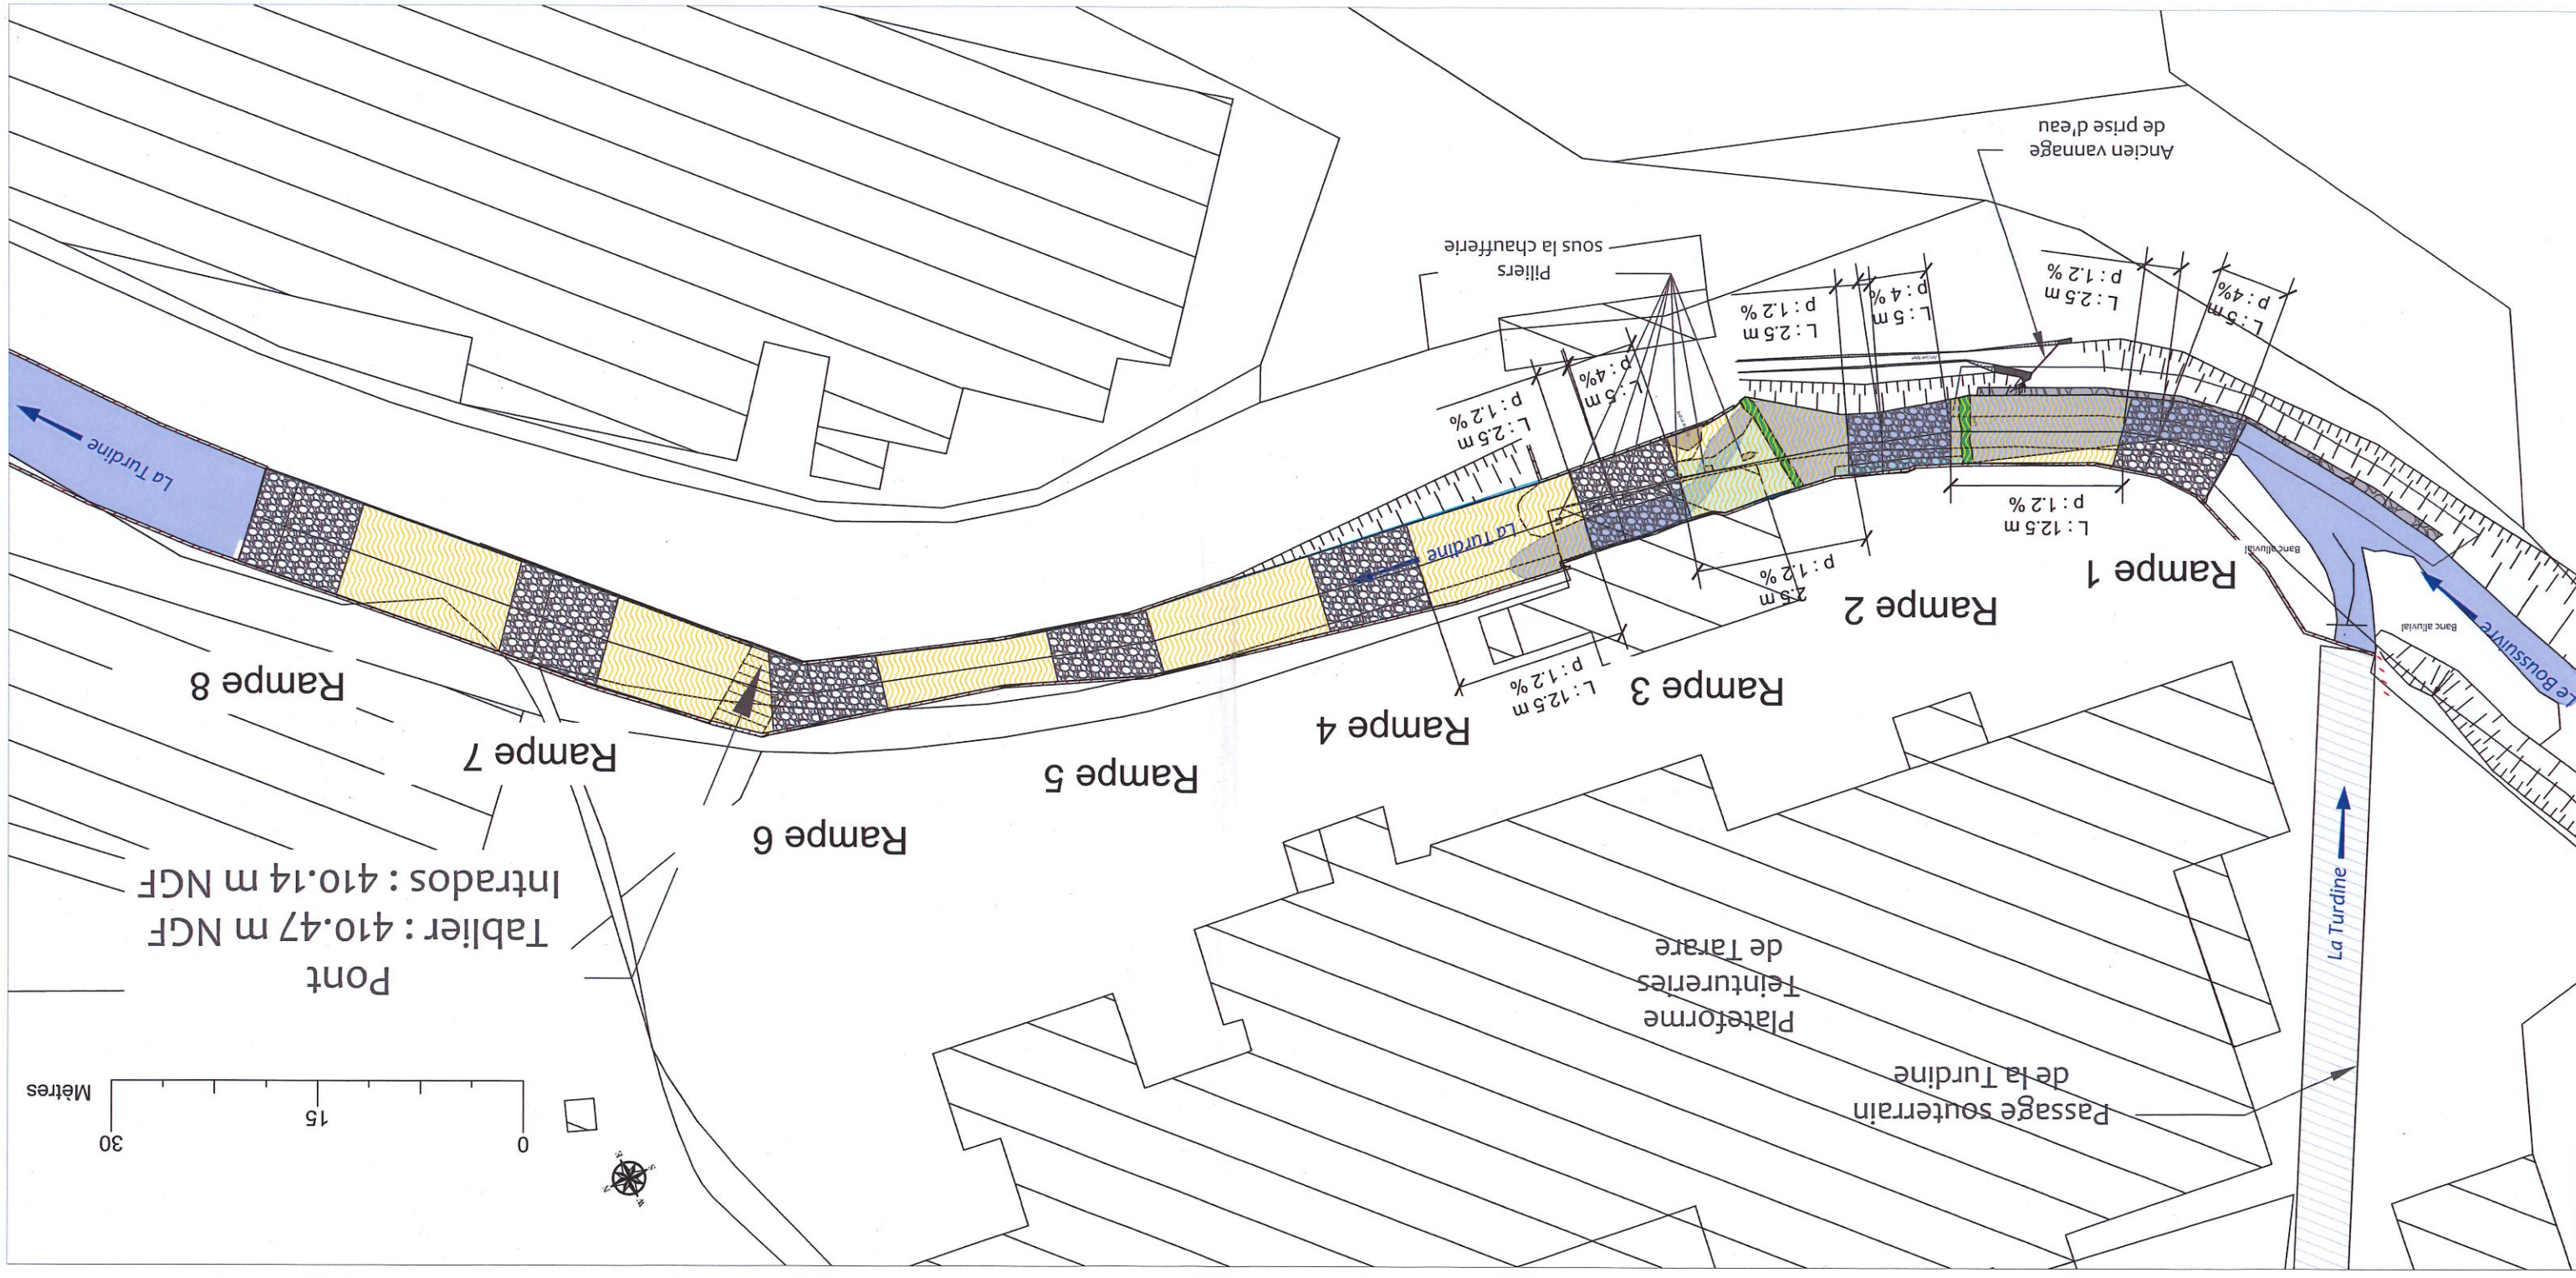 Passage souterrain
de la Turdine
Plateforme
Teintureries
de Tarare
La Turdine
0
15
30
Mètres
N
S
E
W
Pont
Tablier : 410.47 m NGF
Intrados : 410.14 m NGF
Rampe 1
Rampe 2
Rampe 3
Rampe 4
Rampe 5
Rampe 6
Rampe 7
Rampe 8
Le Boussuivre
Banc alluvial
Banc alluvial
L : 12.5 m
p : 1.2 %
2.5 m
p : 1.2 %
L : 12.5 m
p : 1.2 %
La Turdine
La Turdine
L : 5 m
p : 4%
L : 2.5 m
p : 1.2 %
L : 5 m
p : 4 %
L : 2.5 m
p : 1.2 %
L : 5 m
p : 4%
L : 2.5 m
p : 1.2 %
Piliers
sous la chaufferie
Ancien vannage
de prise d'eau